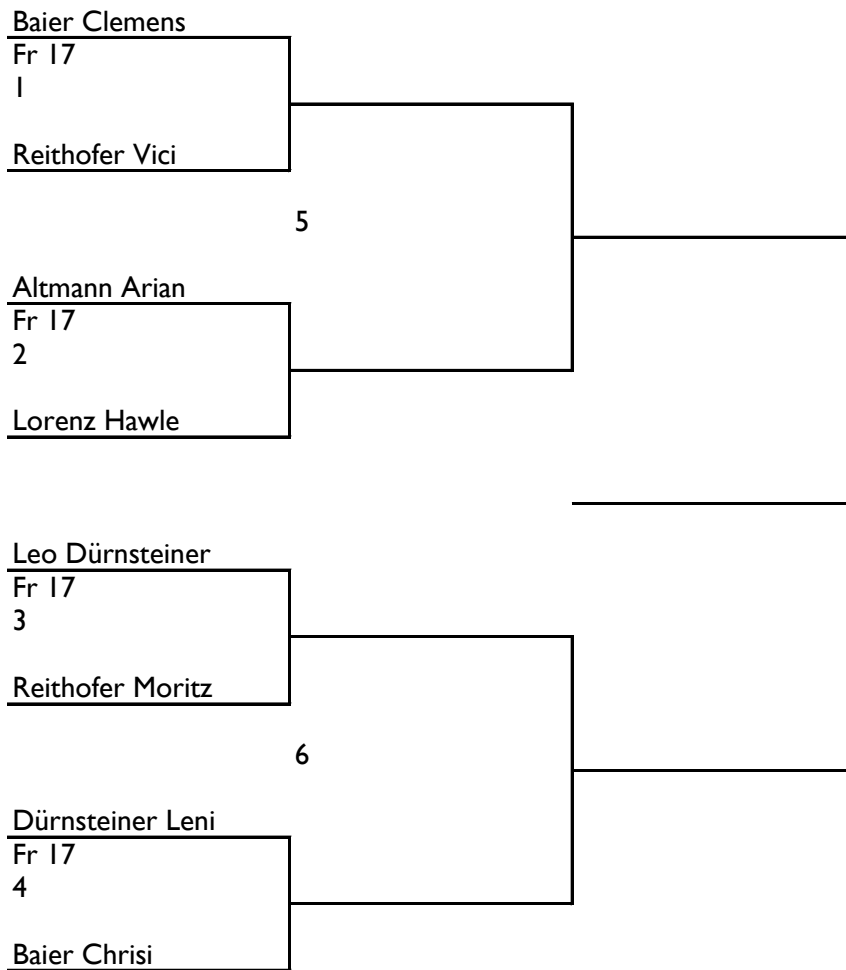 Baier Clemens
Fr 17
1
Reithofer Vici
5
Altmann Arian
Fr 17
2
Lorenz Hawle
Leo Dürnsteiner
Fr 17
3
Reithofer Moritz
6
Dürnsteiner Leni
Fr 17
4
Baier Chrisi